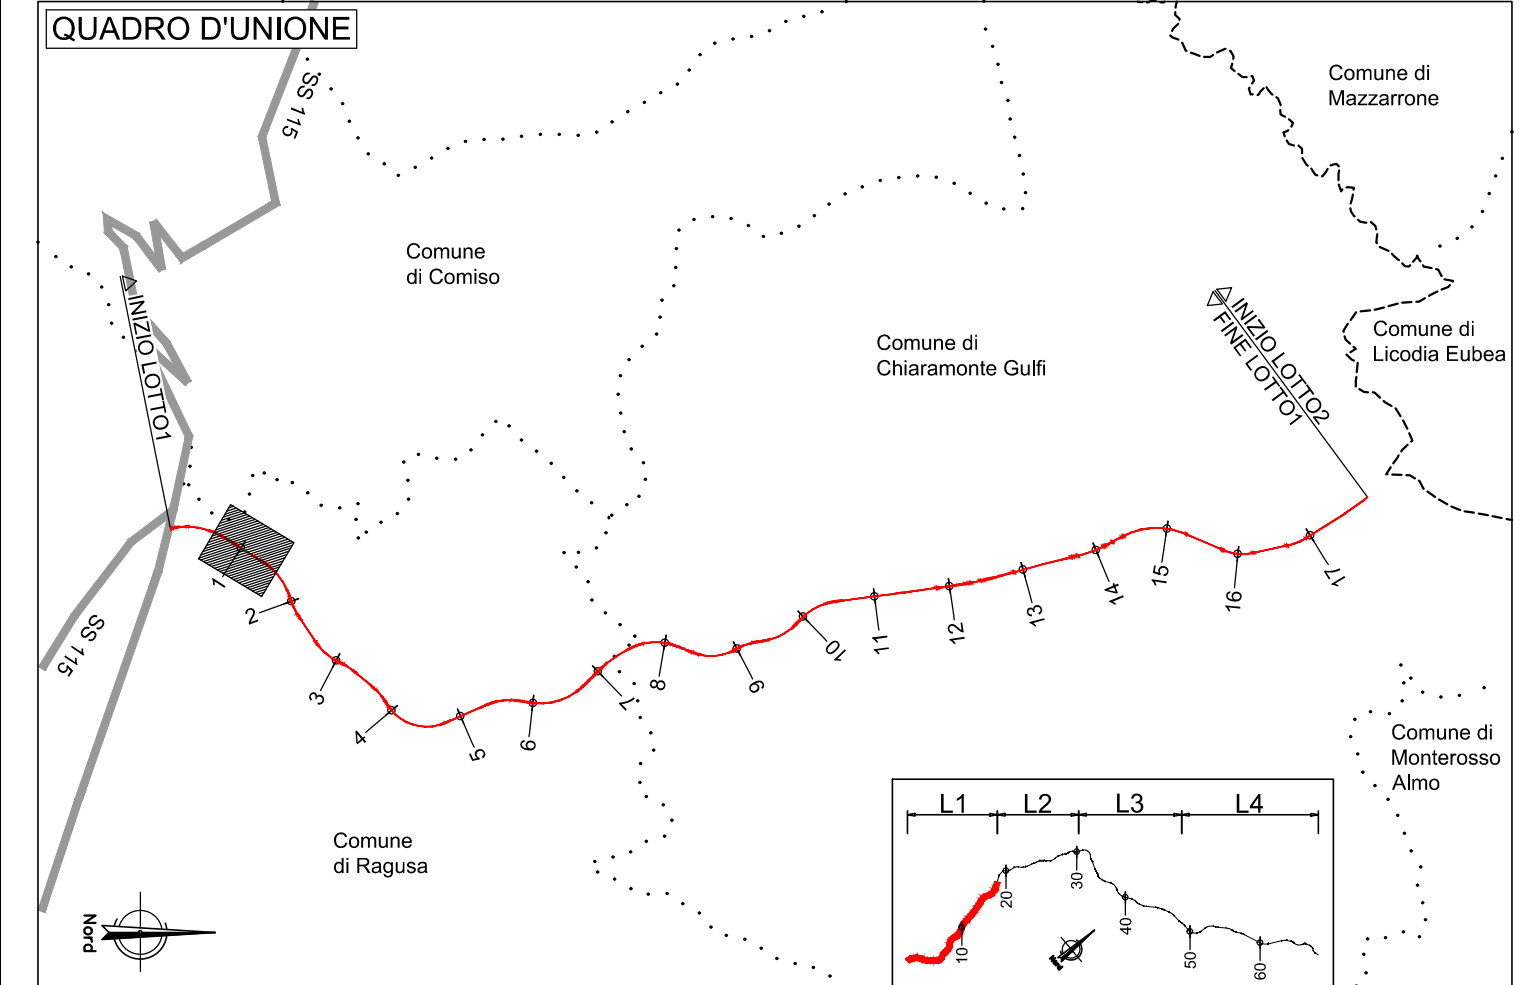 QUADRO D'UNIONE
SS 115
Comune di
Mazzarrone
Comune
di Comiso
INIZIO LOTTO1
Comune di
Chiaramonte Gulfi
INIZIO LOTTO2
FINE LOTTO1
Comune di
Licodia Eubea
1
2
3
4
5
6
7
8
9
10
11
12
13
14
15
16
17
SS 115
Comune
di Ragusa
Comune di
Monterosso
Almo
Nord
L1 L2 L3 L4
10
20
30
40
50
60